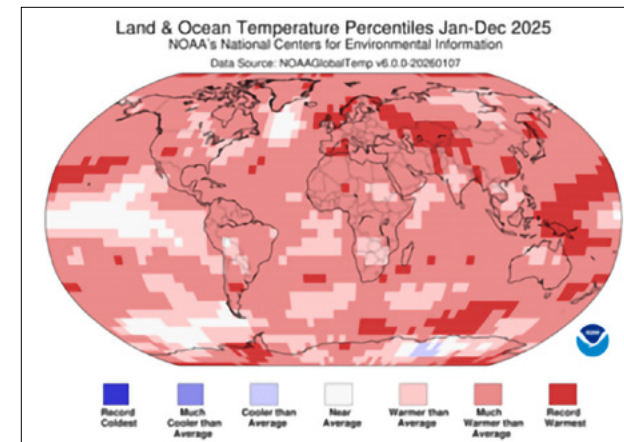 Land & Ocean Temperature Percentiles Jan-Dec 2025
NOAA's National Centers for Environmental Information
Data Source: NOAAGlobalTemp v6.0.0-20260107
NOAA
Record
Coldest
Much
Cooler than
Average
Cooler than
Average
Near
Average
Warmer than
Average
Much
Warmer than
Average
Record
Warmest